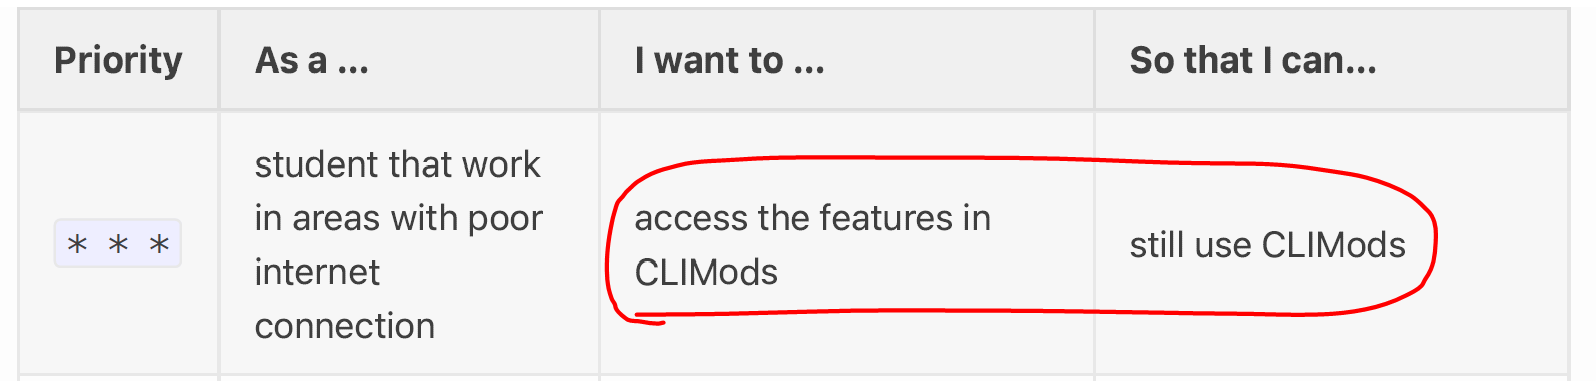 Priority
As a ...
I want to ...
So that I can...
* * *
student that work
in areas with poor
internet
connection
access the features in
CLIMods
still use CLIMods